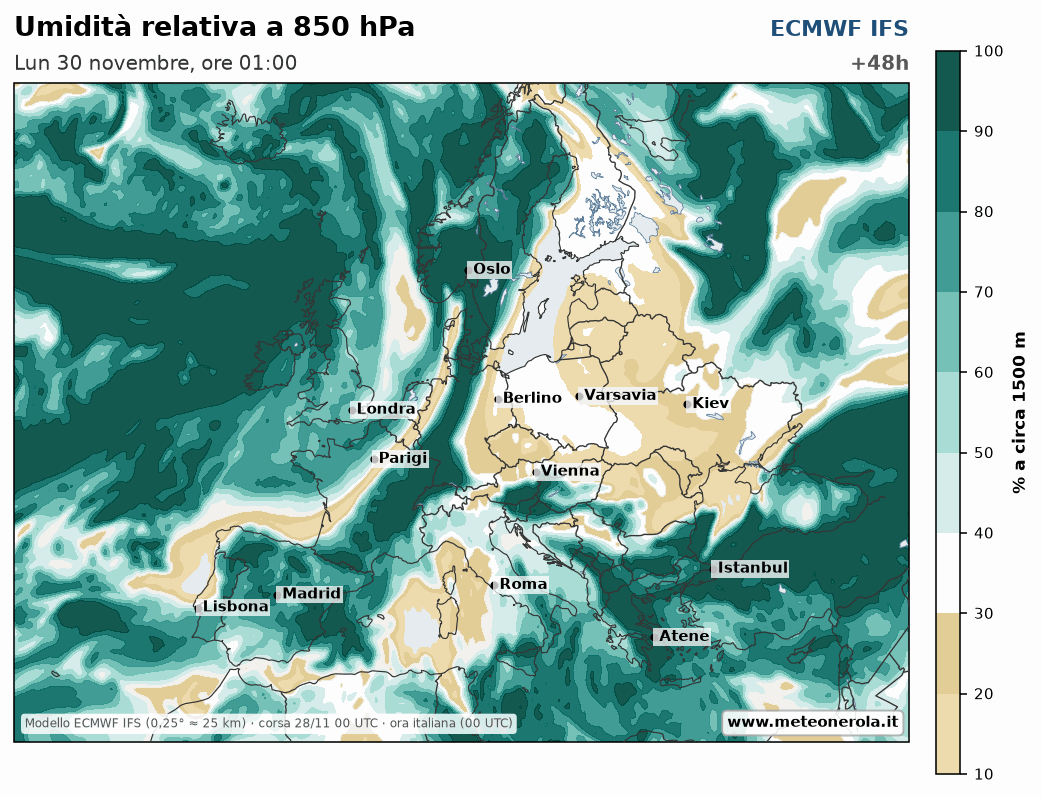 Umidità relativa a 850 hPa
ECMWF IFS
Lun 30 novembre, ore 01:00
+48h
Oslo
Londra
Berlino
Varsavia
Kiev
Parigi
Vienna
Istanbul
Roma
Madrid
Lisbona
Atene
Modello ECMWF IFS (0,25° ≈ 25 km) · corsa 28/11 00 UTC · ora italiana (00 UTC)
www.meteonerola.it
100
90
80
70
60
50
40
30
20
10
% a circa 1500 m